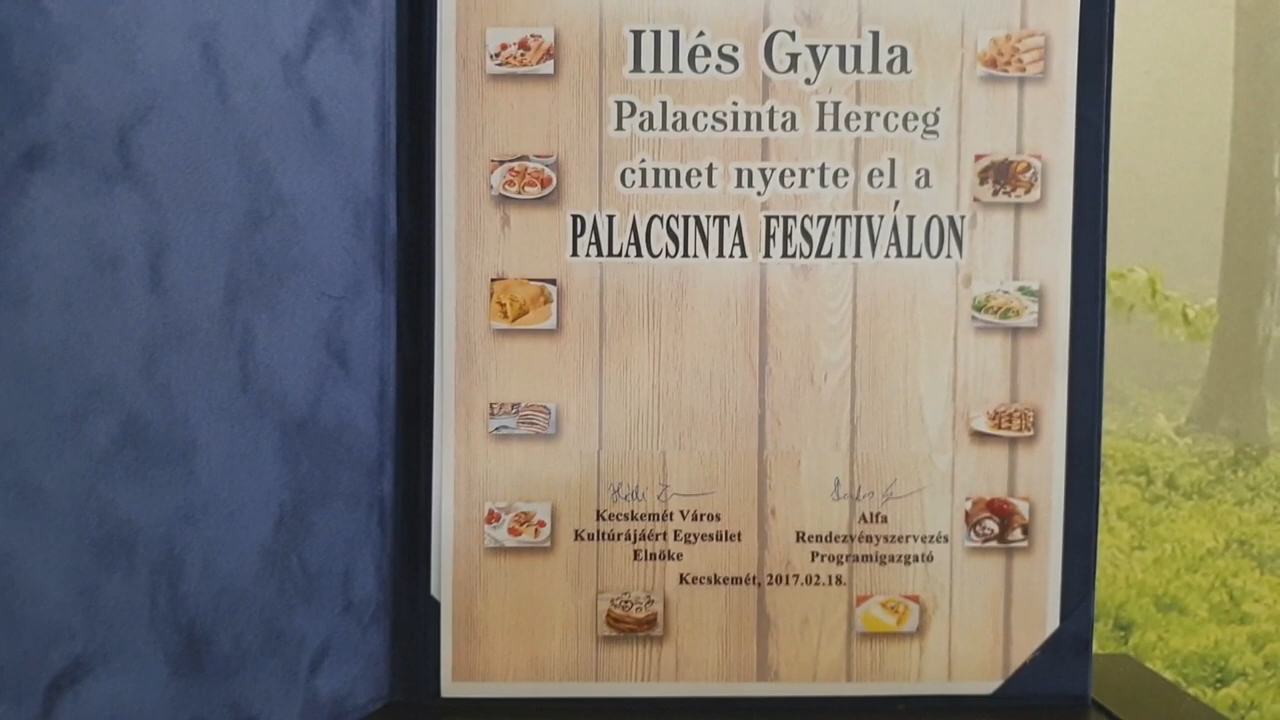 Illés Gyula
Palacsinta Herceg
címet nyerte el a
PALACSINTA FESZTIVÁLON
Kecskemét Város
Kultúrájáért Egyesület
Elnöke
Alfa
Rendezvényszervezés
Programigazgató
Kecskemét, 2017.02.18.